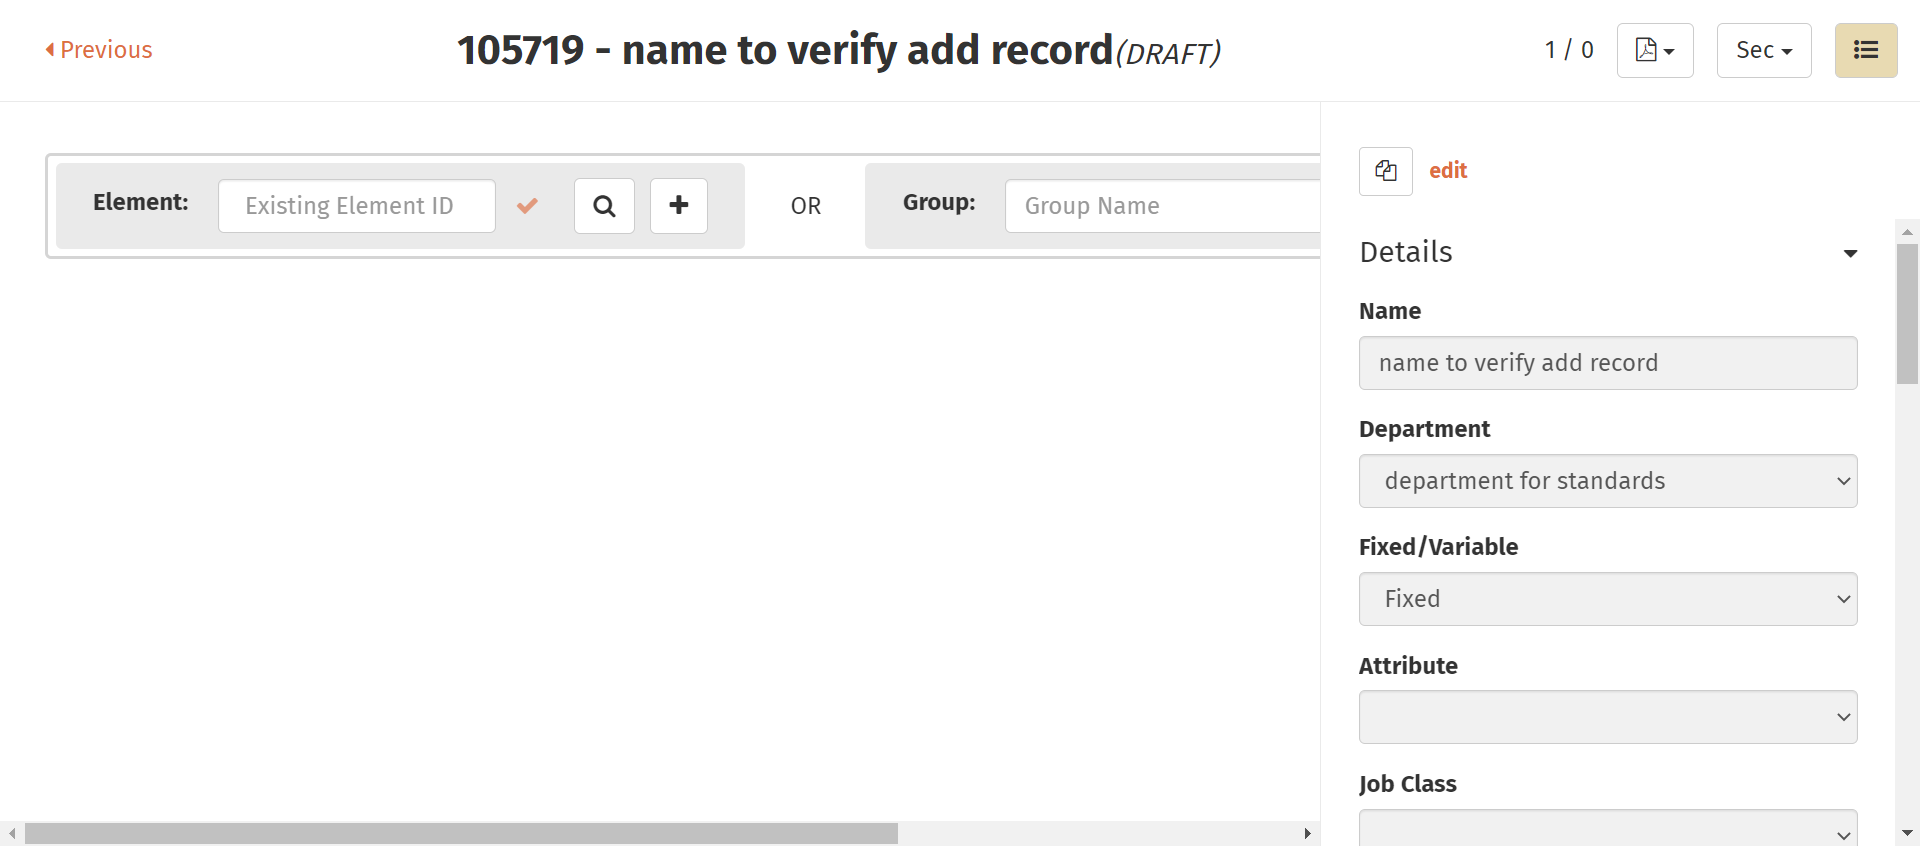 Previous
105719 - name to verify add record(DRAFT)
1 / 0
Sec
Element:
Existing Element ID
OR
Group:
Group Name
edit
Details
Name
name to verify add record
Department
department for standards
Fixed/Variable
Fixed
Attribute
Job Class